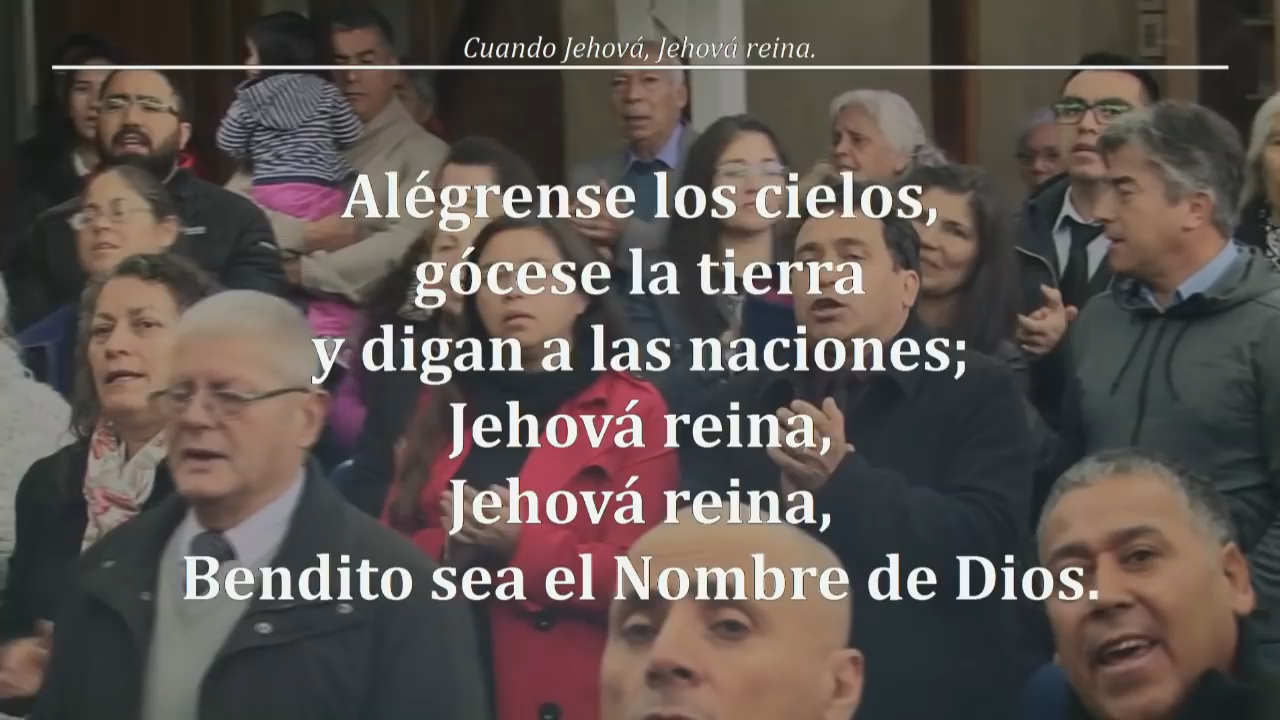 Cuando Jehová, Jehová reina.
Alégrense los cielos,
gócese la tierra
y digan a las naciones;
Jehová reina,
Jehová reina,
Bendito sea el Nombre de Dios.